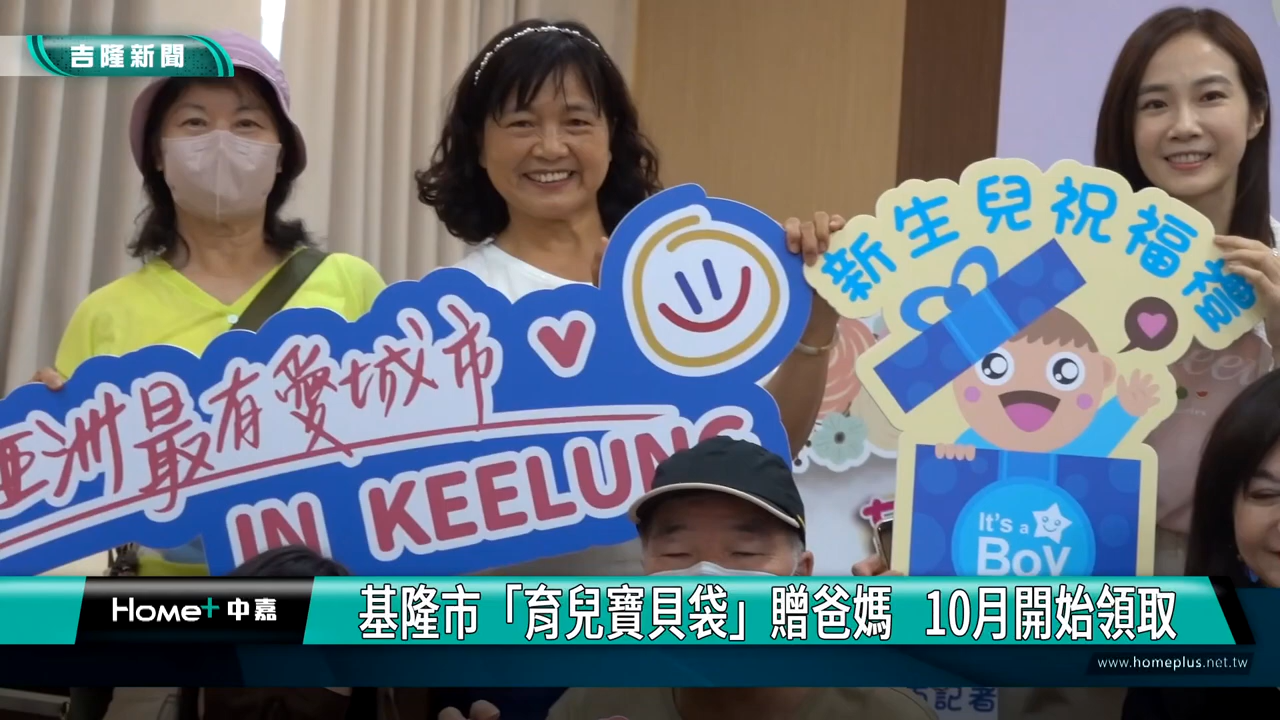 吉隆新聞
新生兒祝福禮
亞洲最有愛城市
IN KEELUNG
It's a
Boy
Home+中嘉
基隆市「育兒寶貝袋」贈爸媽 10月開始領取
www.homeplus.net.tw
記者